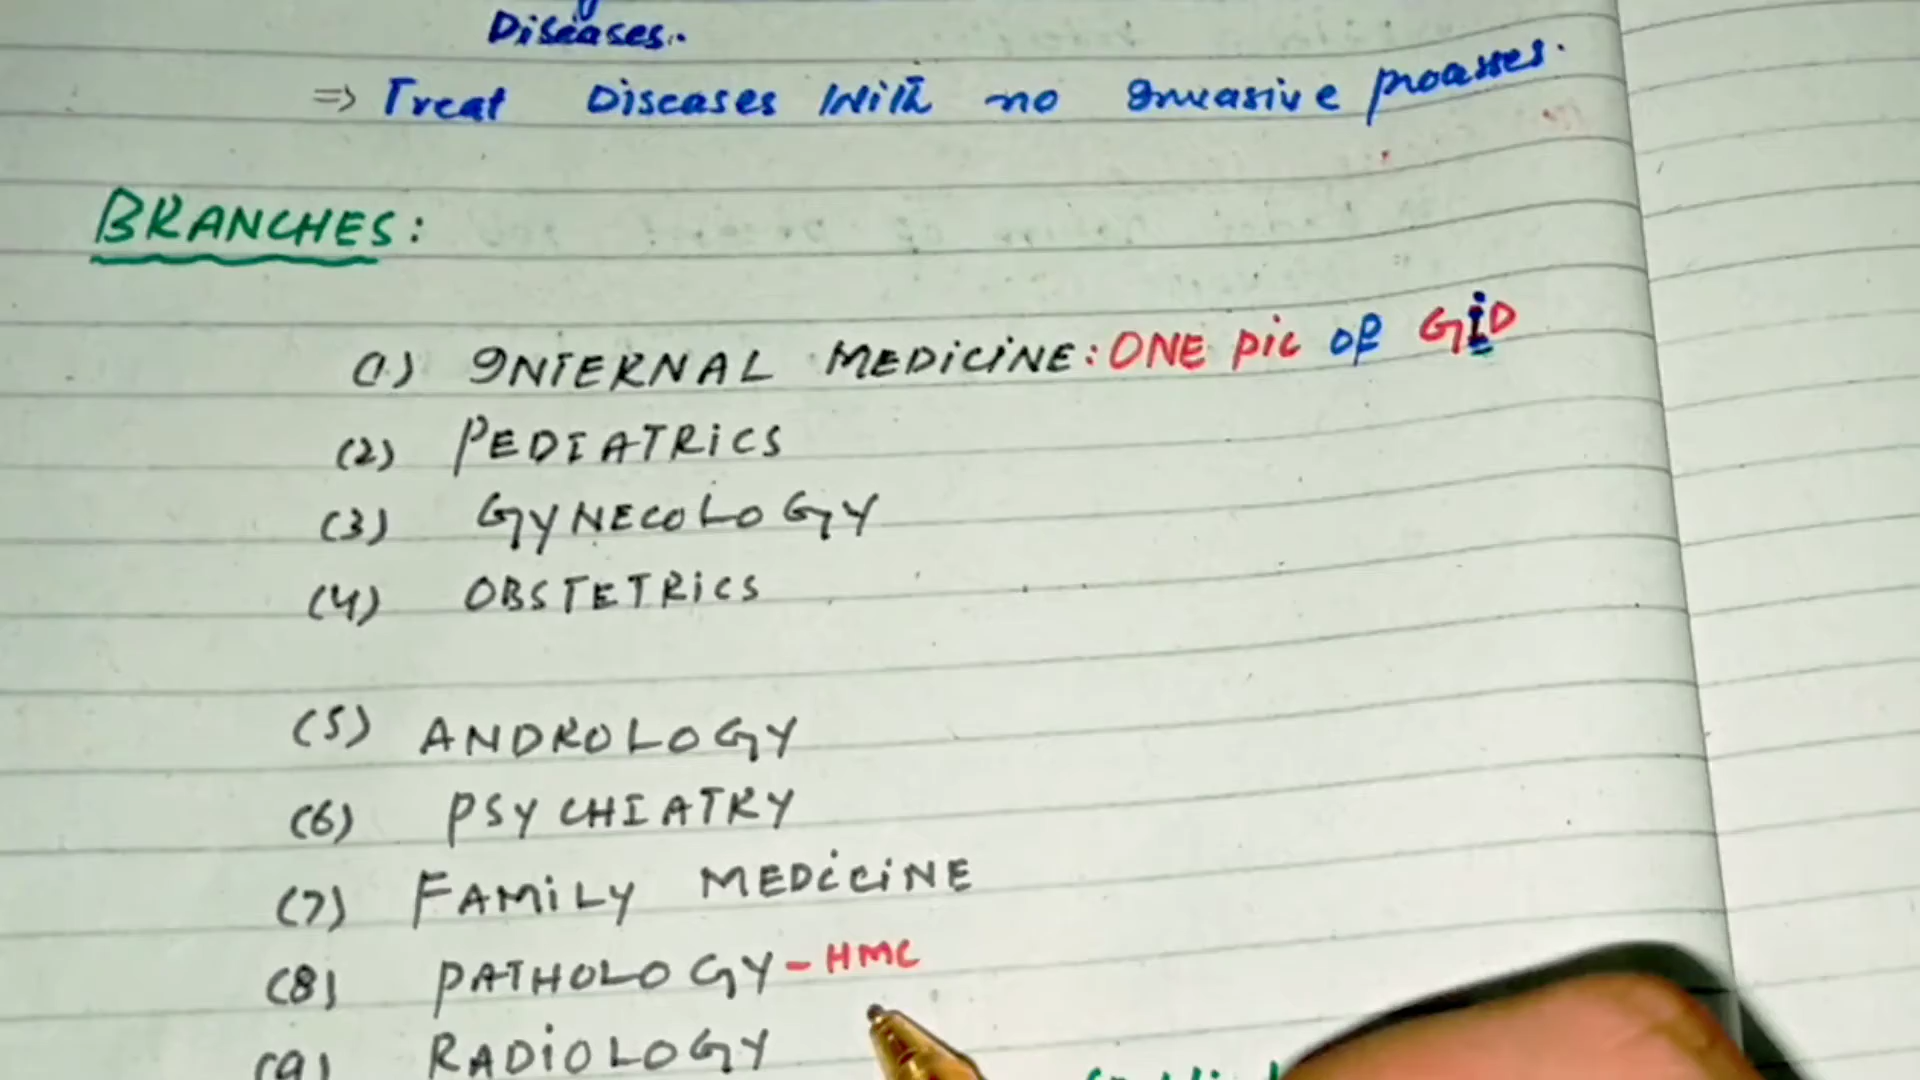 Diseases.
=> Treat Diseases With no Invasive processes.
BRANCHES:
(1) INTERNAL MEDiCiNE: ONE Pic OF GiD
(2) PEDIATRiCS
(3) GYNECOLOGY
(4) OBSTETRiCS
(5) ANDROLOGY
(6) PSYCHIATRY
(7) FAMiLY MEDiCiNE
(8) PATHOLOGY - HMC
(9) RADiOLOGY